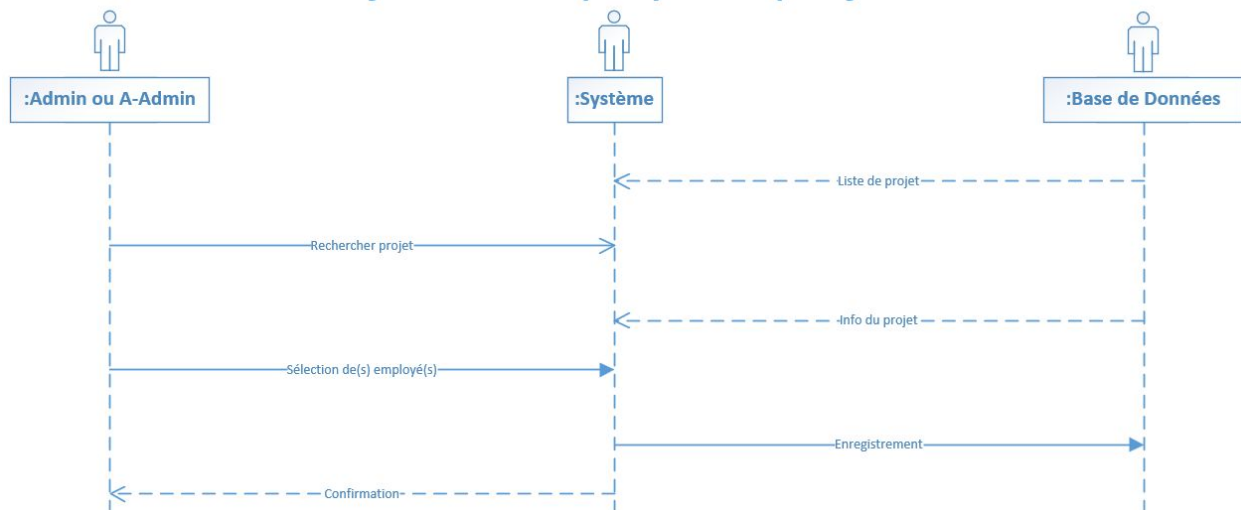 :Admin ou A-Admin
:Système
:Base de Données
Liste de projet
Rechercher projet
Info du projet
Sélection de(s) employé(s)
Enregistrement
Confirmation